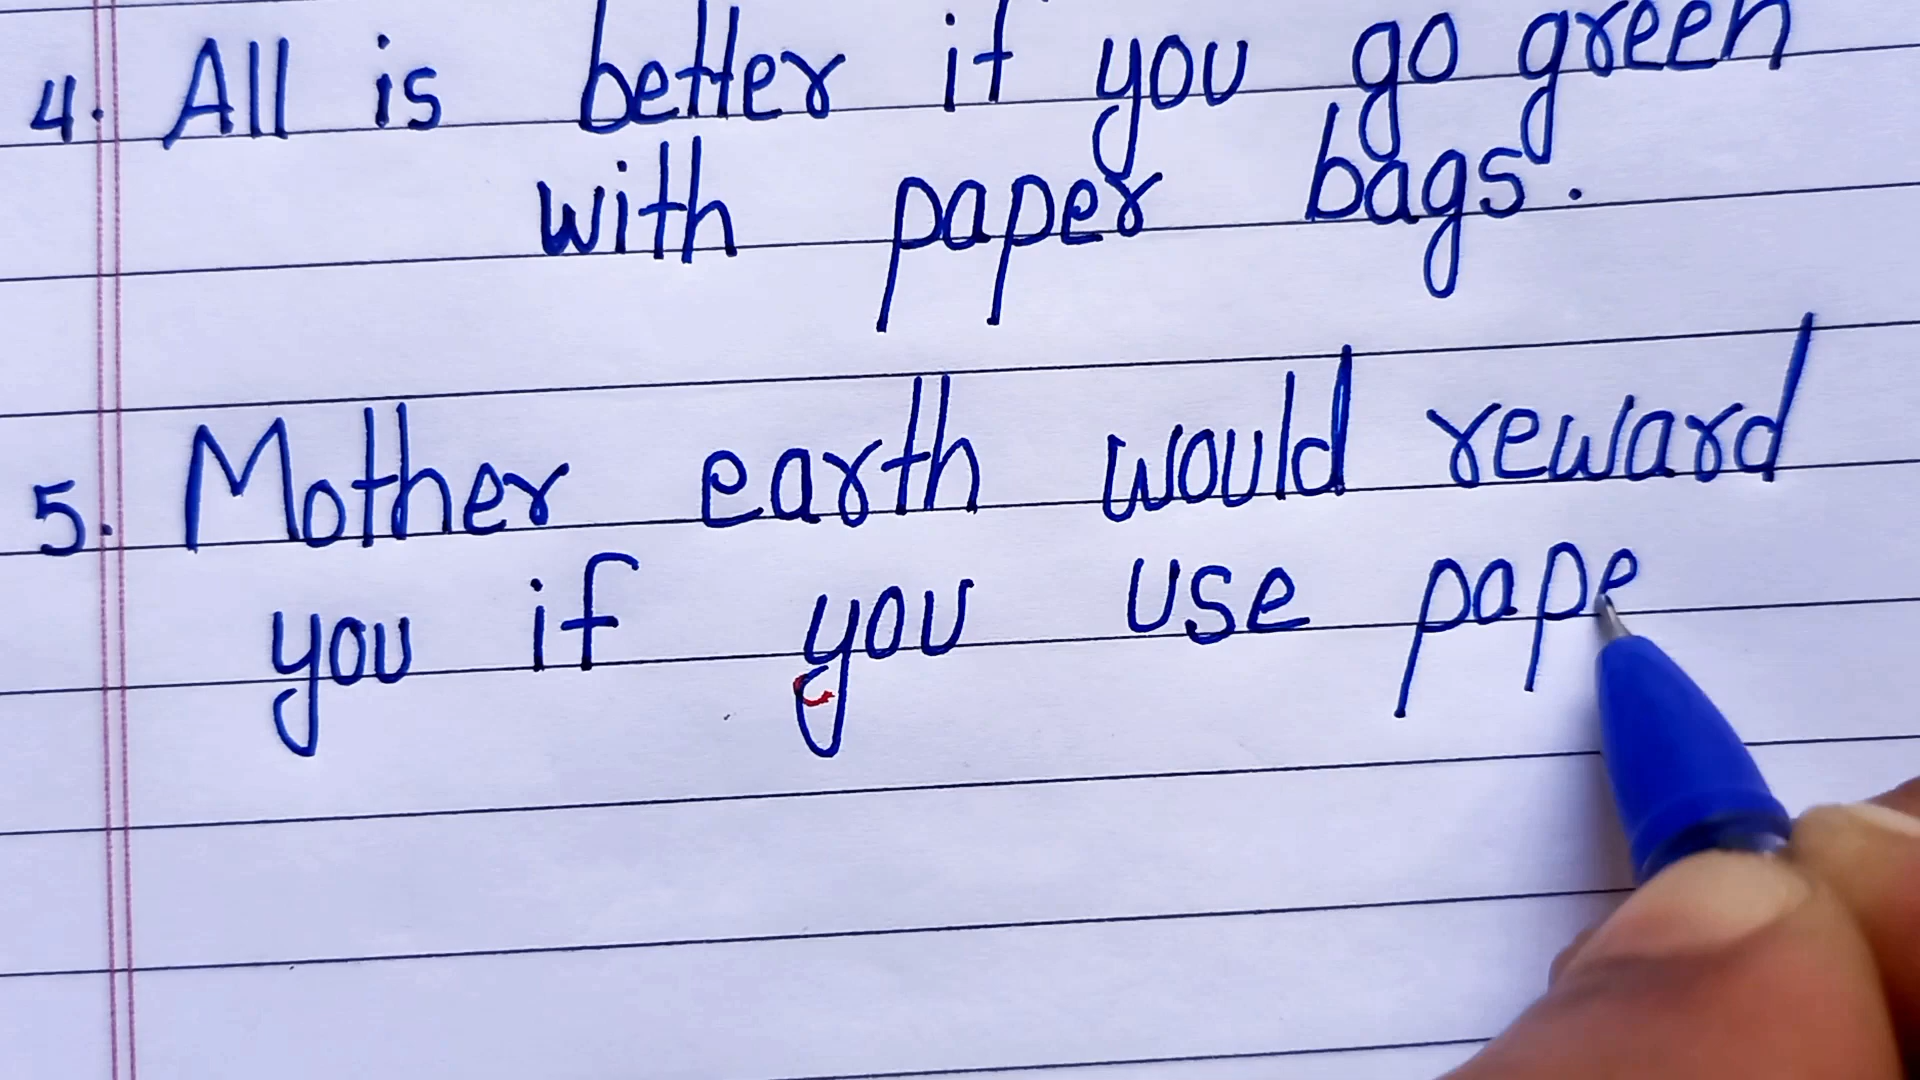 4. All is better if you go green
with paper bags.
5. Mother earth would reward
you if you use pape